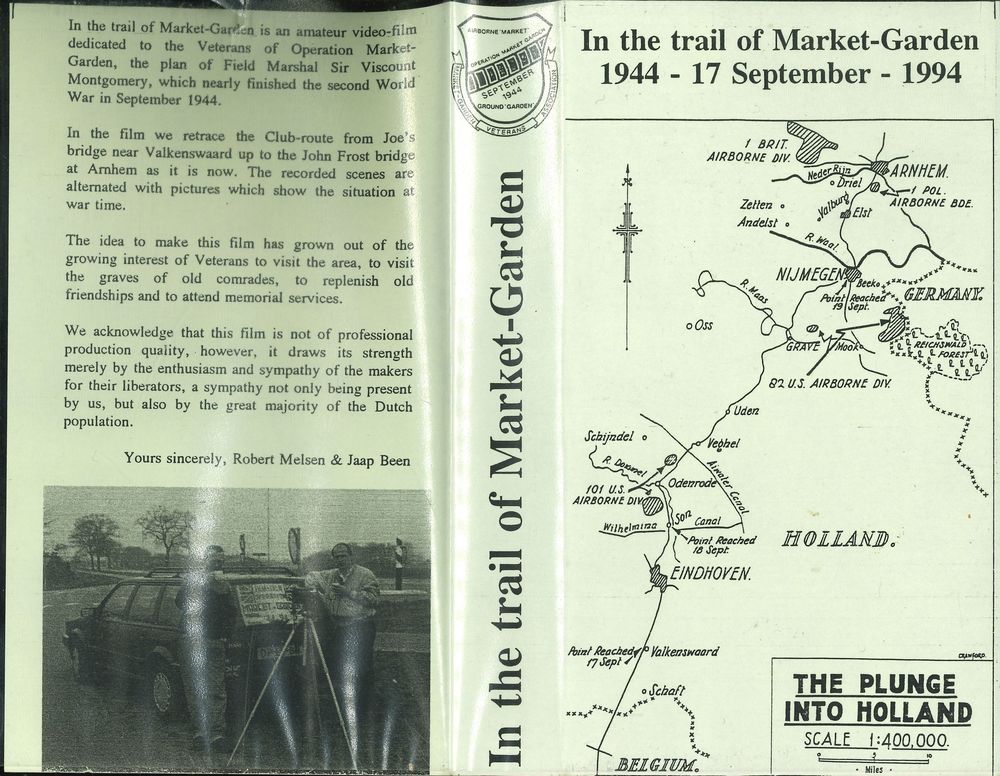 In the trail of Market-Garden is an amateur video-film
dedicated to the Veterans of Operation Market-
Garden, the plan of Field Marshal Sir Viscount
Montgomery, which nearly finished the second World
War in September 1944.
In the film we retrace the Club-route from Joe's
bridge near Valkenswaard up to the John Frost bridge
at Arnhem as it is now. The recorded scenes are
alternated with pictures which show the situation at
war time.
The idea to make this film has grown out of the
growing interest of Veterans to visit the area, to visit
the graves of old comrades, to replenish old
friendships and to attend memorial services.
We acknowledge that this film is not of professional
production quality, however, it draws its strength
merely by the enthusiasm and sympathy of the makers
for their liberators, a sympathy not only being present
by us, but also by the great majority of the Dutch
population.
Yours sincerely, Robert Melsen & Jaap Been
MARKET-GARDEN
AIRBORNE 'MARKET'
OPERATION MARKET GARDEN
SEPTEMBER
1944
GROUND 'GARDEN'
MARKET-GARDEN VETERANS ASSOCIATION
In the trail of Market-Garden
In the trail of Market-Garden
1944 - 17 September - 1994
1 BRIT.
AIRBORNE DIV.
ARNHEM.
Neder Rijn
Driel
1 POL.
AIRBORNE BDE.
Zetten
Valburg
Elst
Andelst
R. Waal
NIJMEGEN
Beek
Point Reached
19 Sept.
GERMANY.
R. Maas
Oss
GRAVE
Mook
REICHSWALD
FOREST
82 U.S. AIRBORNE DIV.
Uden
Schijndel
Veghel
R. Dommel
Odenrode
101 U.S.
AIRBORNE DIV.
Wilhelmina
Son
Canal
Point Reached
18 Sept.
HOLLAND.
EINDHOVEN.
Point Reached
17 Sept
Valkenswaard
Schaft
BELGIUM.
CRAWFORD.
THE PLUNGE
INTO HOLLAND
SCALE 1:400,000.
0 5 10
Miles